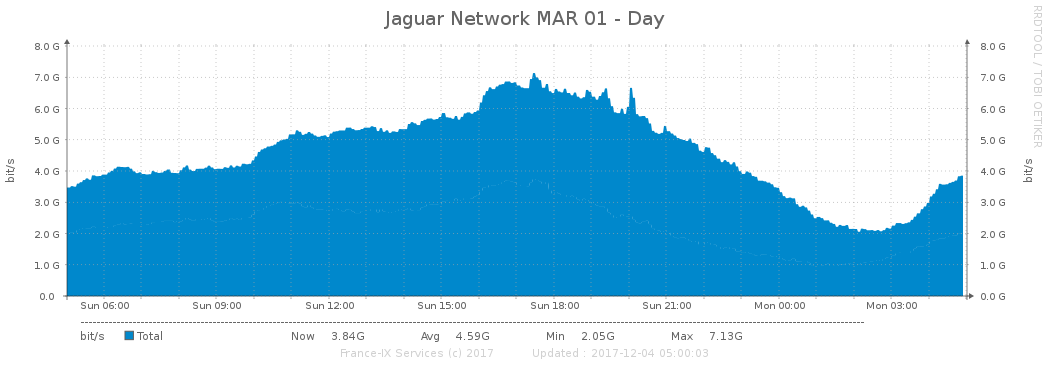 Jaguar Network MAR 01 - Day
RRDTOOL / TOBI OETIKER
8.0 G 8.0 G
7.0 G 7.0 G
6.0 G 6.0 G
5.0 G 5.0 G
4.0 G 4.0 G
3.0 G 3.0 G
2.0 G 2.0 G
1.0 G 1.0 G
0.0 0.0 G
bit/s
bit/s
Sun 06:00 Sun 09:00 Sun 12:00 Sun 15:00 Sun 18:00 Sun 21:00 Mon 00:00 Mon 03:00
bit/s Total Now 3.84G Avg 4.59G Min 2.05G Max 7.13G
France-IX Services (c) 2017 Updated : 2017-12-04 05:00:03